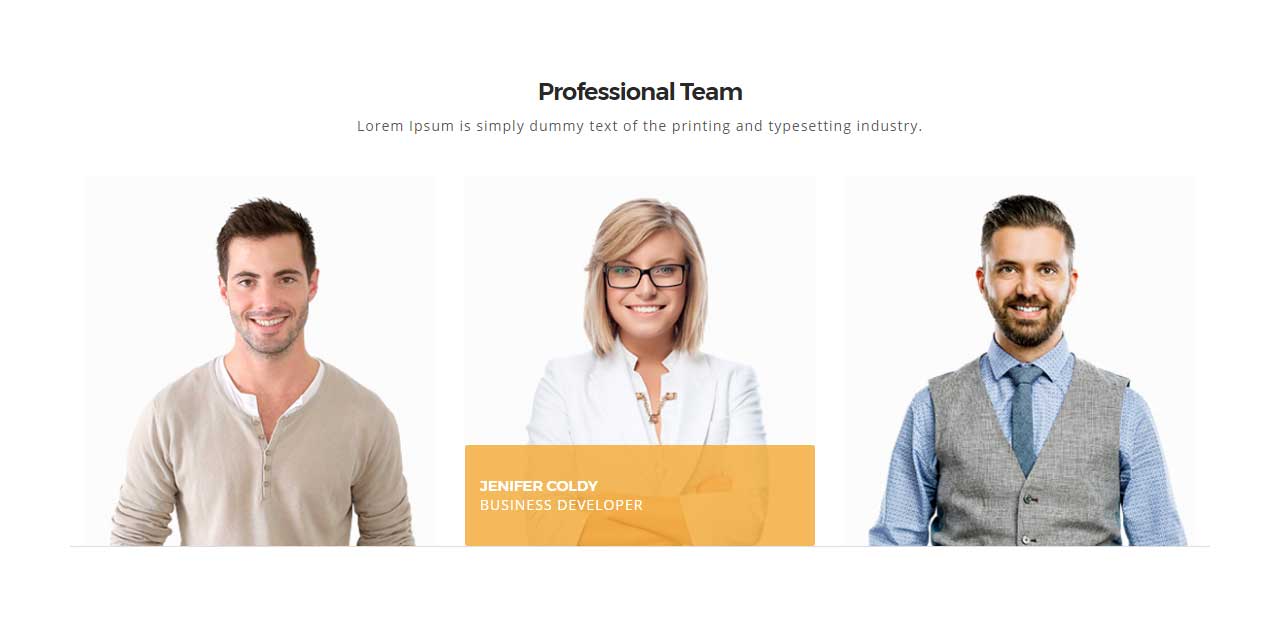 Professional Team
Lorem Ipsum is simply dummy text of the printing and typesetting industry.
JENIFER COLDY
BUSINESS DEVELOPER